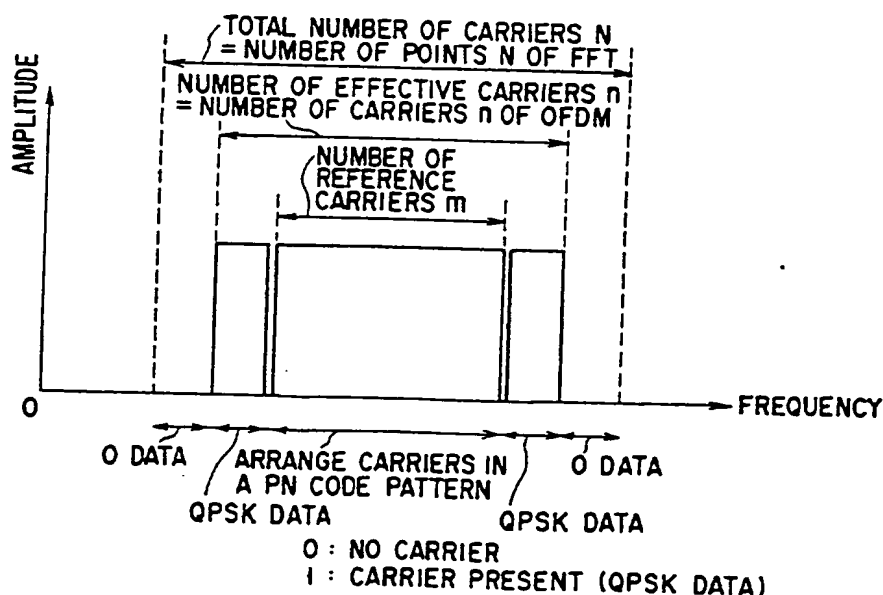 TOTAL NUMBER OF CARRIERS N
= NUMBER OF POINTS N OF FFT
NUMBER OF EFFECTIVE CARRIERS n
= NUMBER OF CARRIERS n OF OFDM
AMPLITUDE
NUMBER OF
REFERENCE
CARRIERS m
0
FREQUENCY
0 DATA
ARRANGE CARRIERS IN
A PN CODE PATTERN
0 DATA
QPSK DATA
QPSK DATA
0 : NO CARRIER
1 : CARRIER PRESENT (QPSK DATA)